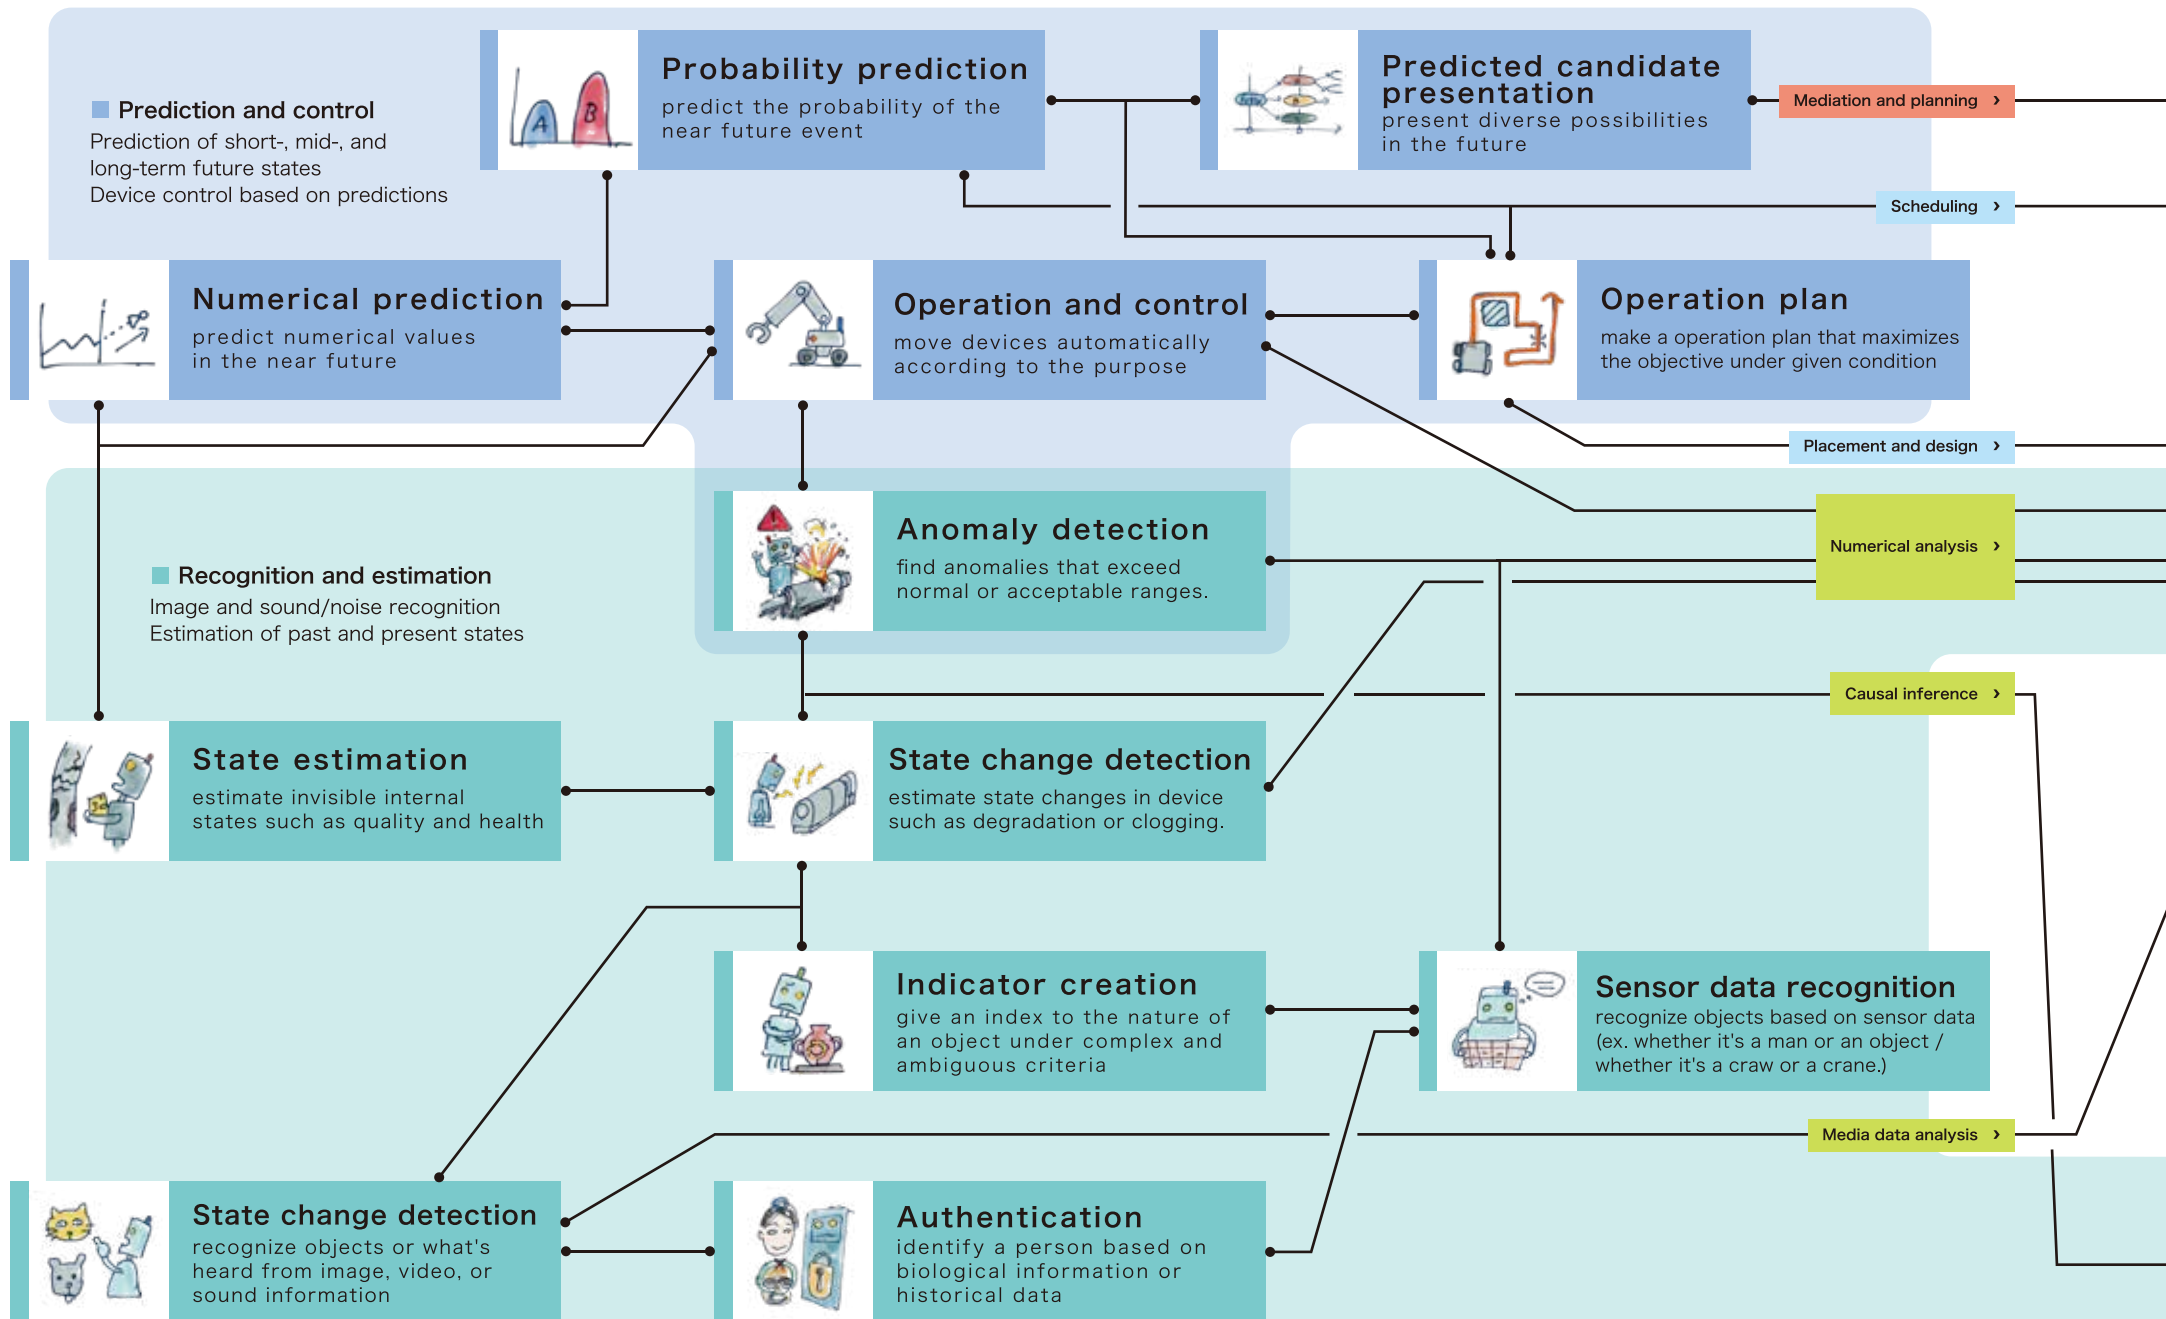 Prediction and control
Prediction of short-, mid-, and
long-term future states
Device control based on predictions
Probability prediction
predict the probability of the
near future event
A
B
Predicted candidate
presentation
present diverse possibilities
in the future
Mediation and planning ›
Scheduling ›
Numerical prediction
predict numerical values
in the near future
Operation and control
move devices automatically
according to the purpose
Operation plan
make a operation plan that maximizes
the objective under given condition
Placement and design ›
Recognition and estimation
Image and sound/noise recognition
Estimation of past and present states
Anomaly detection
find anomalies that exceed
normal or acceptable ranges.
Numerical analysis ›
Causal inference ›
State estimation
estimate invisible internal
states such as quality and health
State change detection
estimate state changes in device
such as degradation or clogging.
Indicator creation
give an index to the nature of
an object under complex and
ambiguous criteria
Sensor data recognition
recognize objects based on sensor data
(ex. whether it's a man or an object /
whether it's a craw or a crane.)
Media data analysis ›
State change detection
recognize objects or what's
heard from image, video, or
sound information
Authentication
identify a person based on
biological information or
historical data